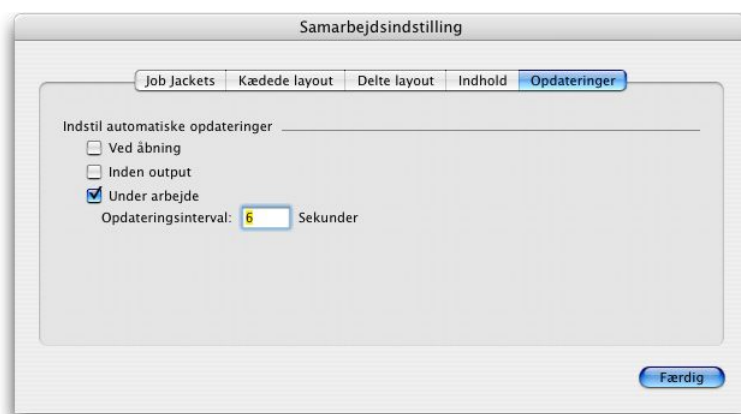 Samarbejdsindstilling
Job Jackets Kædede layout Delte layout Indhold Opdateringer
Indstil automatiske opdateringer
Ved åbning
Inden output
Under arbejde
Opdateringsinterval: 6 Sekunder
Færdig